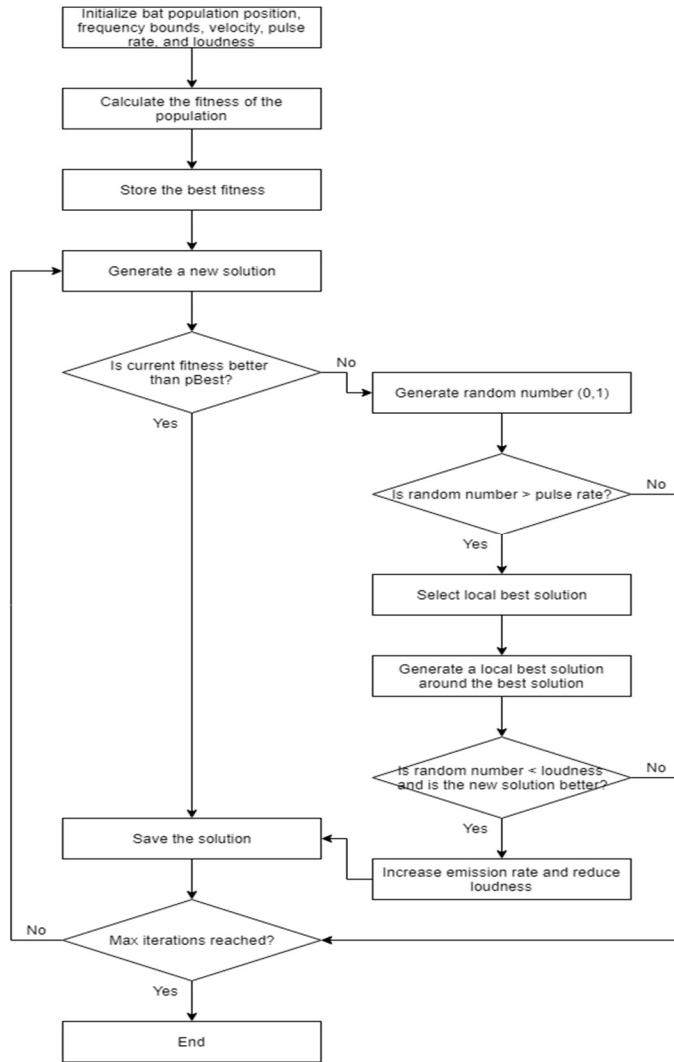 Initialize bat population position,
frequency bounds, velocity, pulse
rate, and loudness
Calculate the fitness of the
population
Store the best fitness
Generate a new solution
Is current fitness better
than pBest?
No
Yes
Generate random number (0,1)
Is random number > pulse rate?
No
Yes
Select local best solution
Generate a local best solution
around the best solution
Is random number < loudness
and is the new solution better?
No
Yes
Increase emission rate and reduce
loudness
Save the solution
Max iterations reached?
No
Yes
End